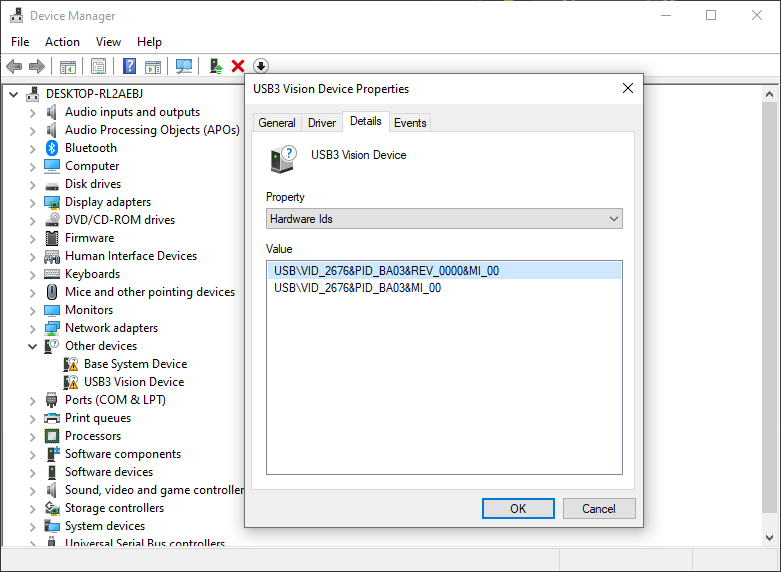 Device Manager
File Action View Help
DESKTOP-RL2AEBJ
Audio inputs and outputs
Audio Processing Objects (APOs)
Bluetooth
Computer
Disk drives
Display adapters
DVD/CD-ROM drives
Firmware
Human Interface Devices
Keyboards
Mice and other pointing devices
Monitors
Network adapters
Other devices
Base System Device
USB3 Vision Device
Ports (COM & LPT)
Print queues
Processors
Software components
Software devices
Sound, video and game controller
Storage controllers
System devices
Universal Serial Bus controllers
USB3 Vision Device Properties
General Driver Details Events
USB3 Vision Device
Property
Hardware Ids
Value
USB\VID_2676&PID_BA03&REV_0000&MI_00
USB\VID_2676&PID_BA03&MI_00
OK Cancel